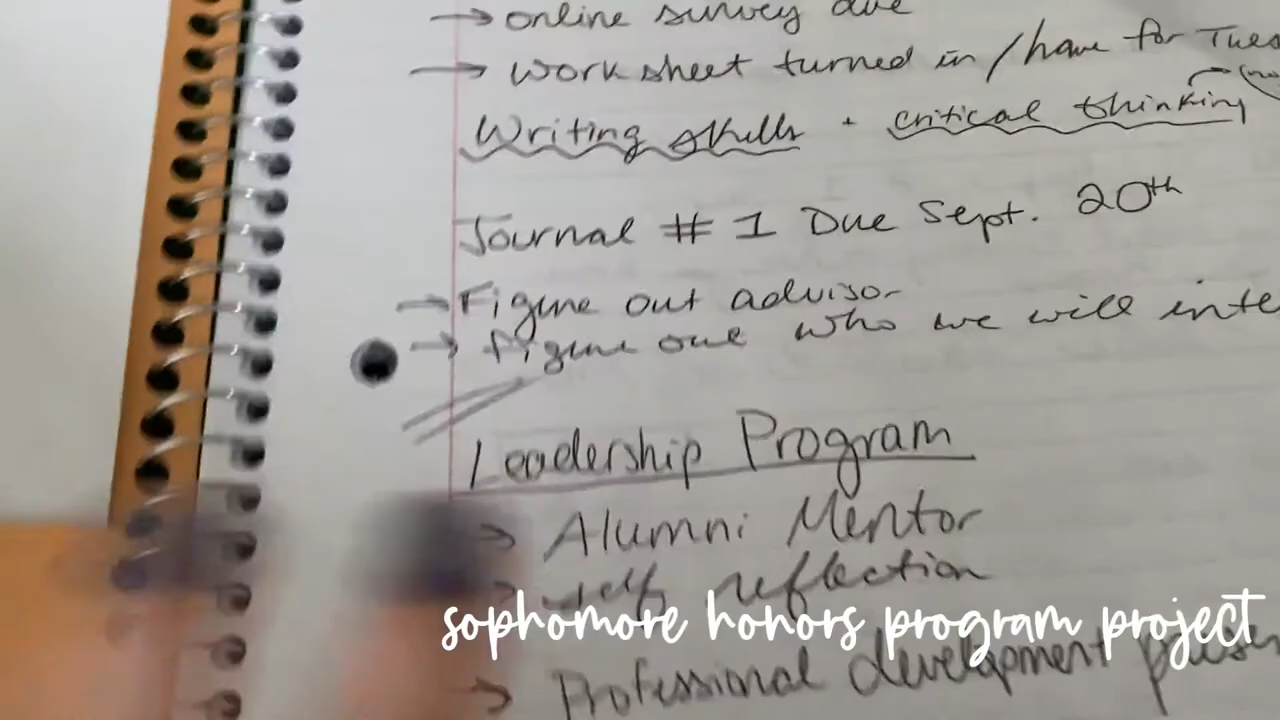 → online survey due
→ Worksheet turned in / have for Tues
Writing skills + critical thinking
Journal # 1 Due Sept. 20th
→ Figure out advisor
→ figure out who we will inte
Leadership Program
→ Alumni Mentor
→ self reflection
sophomore honors program project
→ Professional development